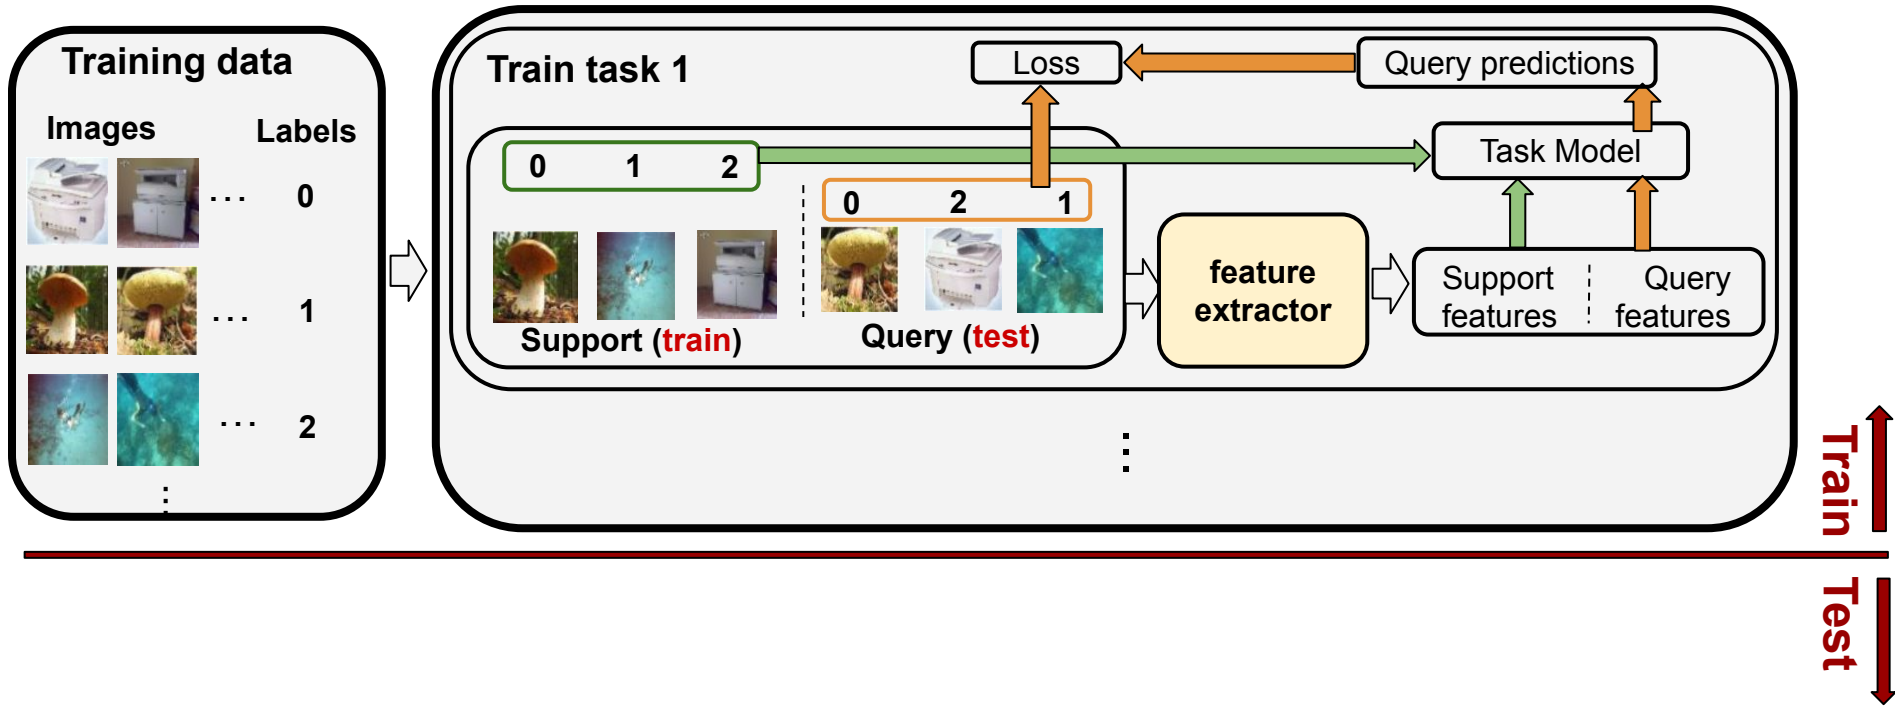 Training data
Images
Labels
0
1
2
Train task 1
Loss
Query predictions
0 1 2
Task Model
0 2 1
feature
extractor
Support
features
Query
features
Support (train)
Query (test)
Train
Test